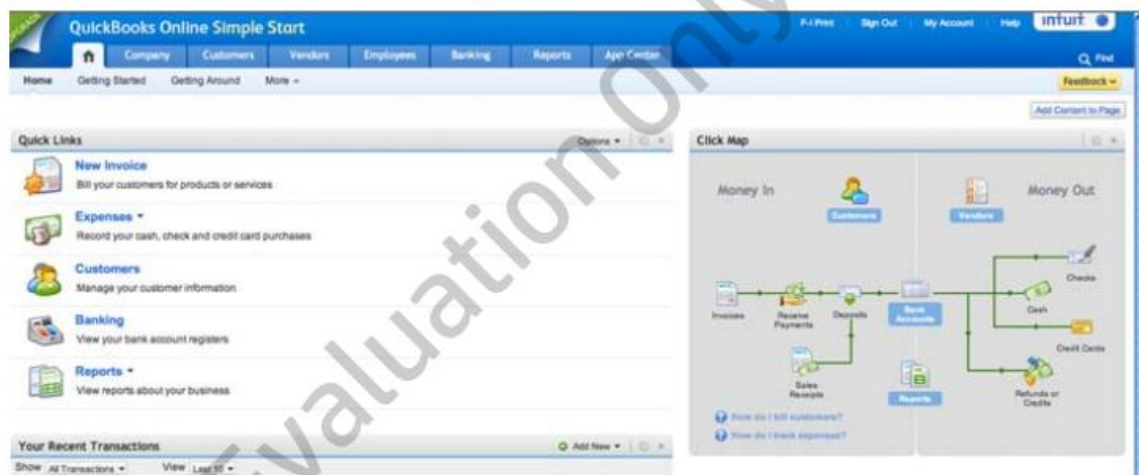 QuickBooks Online Simple Start
Sign Out My Account Help intuit
Company Customers Vendors Employees Banking Reports App Center
Find
Home Getting Started Getting Around More
Feedback
Add Content to Page
Quick Links Options
New Invoice
Bill your customers for products or services
Expenses
Record your cash, check and credit card purchases
Customers
Manage your customer information
Banking
View your bank account registers
Reports
View reports about your business
Your Recent Transactions Add New
Show All Transactions View Last 10
Click Map
Money In Money Out
Customers Vendors
Checks
Invoices Receive Payments Deposits Bank Accounts Cash
Credit Cards
Sales Receipts Reports Refunds or Credits
How do I bill customers?
How do I track expenses?
Evaluation Only